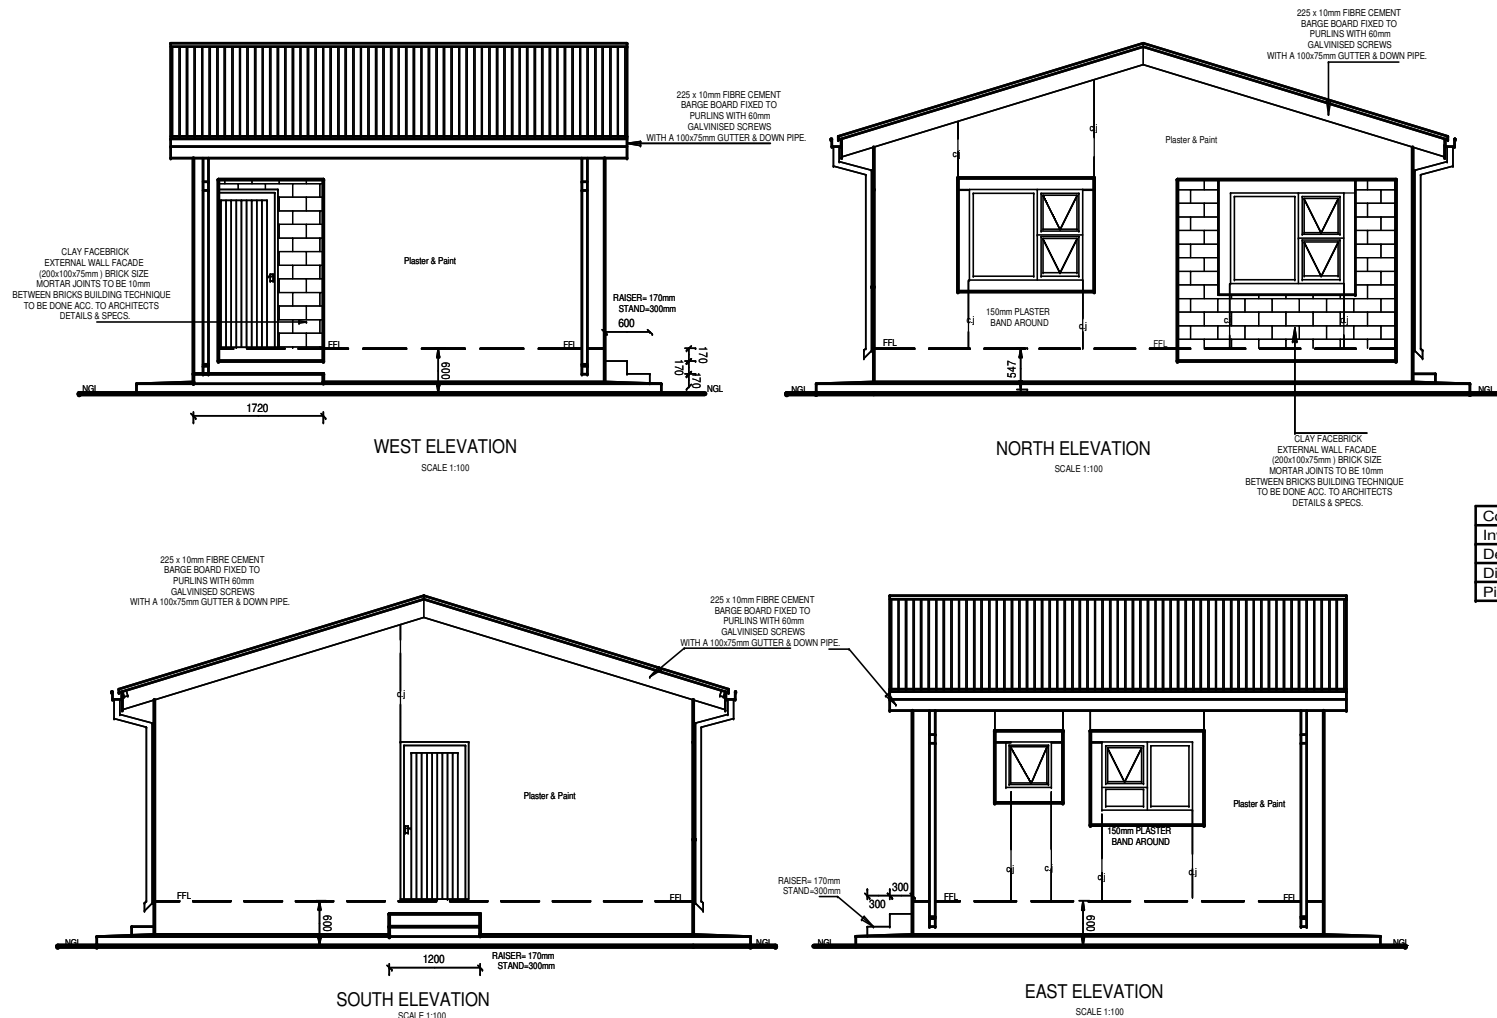 225 x 10mm FIBRE CEMENT
BARGE BOARD FIXED TO
PURLINS WITH 60mm
GALVINISED SCREWS
WITH A 100x75mm GUTTER & DOWN PIPE.
CLAY FACEBRICK
EXTERNAL WALL FACADE
(200x100x75mm ) BRICK SIZE
MORTAR JOINTS TO BE 10mm
BETWEEN BRICKS BUILDING TECHNIQUE
TO BE DONE ACC. TO ARCHITECTS
DETAILS & SPECS.
Plaster & Paint
RAISER= 170mm
STAND=300mm
600
FFL
FFL
600
170
170
170
NGL
NGL
1720
WEST ELEVATION
SCALE 1:100
225 x 10mm FIBRE CEMENT
BARGE BOARD FIXED TO
PURLINS WITH 60mm
GALVINISED SCREWS
WITH A 100x75mm GUTTER & DOWN PIPE.
c.j
c.j
Plaster & Paint
150mm PLASTER
BAND AROUND
c.j
c.j
c.j
c.j
FFL
FFL
547
NGL
NGL
NORTH ELEVATION
SCALE 1:100
CLAY FACEBRICK
EXTERNAL WALL FACADE
(200x100x75mm ) BRICK SIZE
MORTAR JOINTS TO BE 10mm
BETWEEN BRICKS BUILDING TECHNIQUE
TO BE DONE ACC. TO ARCHITECTS
DETAILS & SPECS.
225 x 10mm FIBRE CEMENT
BARGE BOARD FIXED TO
PURLINS WITH 60mm
GALVINISED SCREWS
WITH A 100x75mm GUTTER & DOWN PIPE.
c.j
Plaster & Paint
FFL
FFL
600
NGL
NGL
1200
RAISER= 170mm
STAND=300mm
SOUTH ELEVATION
SCALE 1:100
225 x 10mm FIBRE CEMENT
BARGE BOARD FIXED TO
PURLINS WITH 60mm
GALVINISED SCREWS
WITH A 100x75mm GUTTER & DOWN PIPE.
Plaster & Paint
150mm PLASTER
BAND AROUND
c.j
c.j
c.j
c.j
RAISER= 170mm
STAND=300mm
300
300
FFL
FFL
600
NGL
NGL
EAST ELEVATION
SCALE 1:100